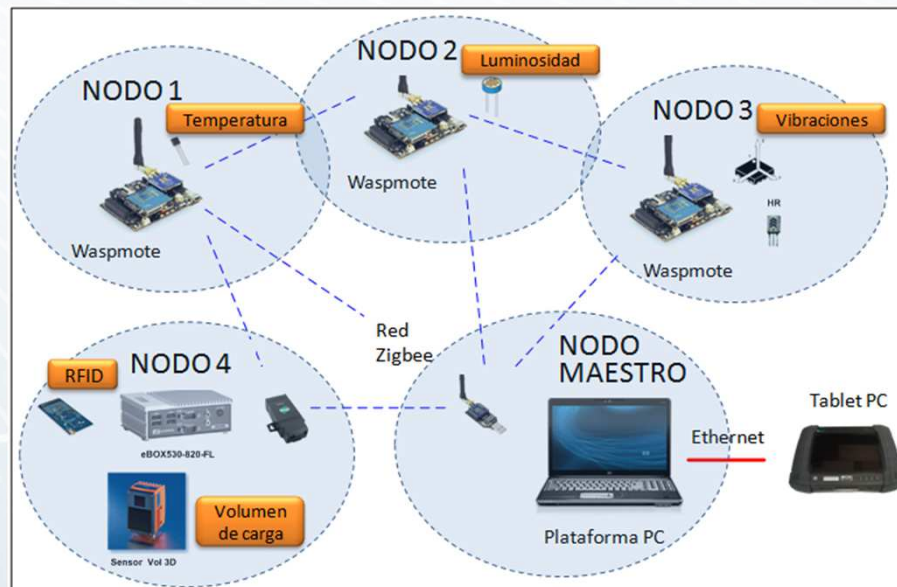 NODO 1
Temperatura
Waspmote
NODO 2
Luminosidad
Waspmote
NODO 3
Vibraciones
HR
Waspmote
Red
Zigbee
NODO 4
RFID
eBOX530-820-FL
Volumen
de carga
Sensor Vol 3D
NODO
MAESTRO
Plataforma PC
Ethernet
Tablet PC